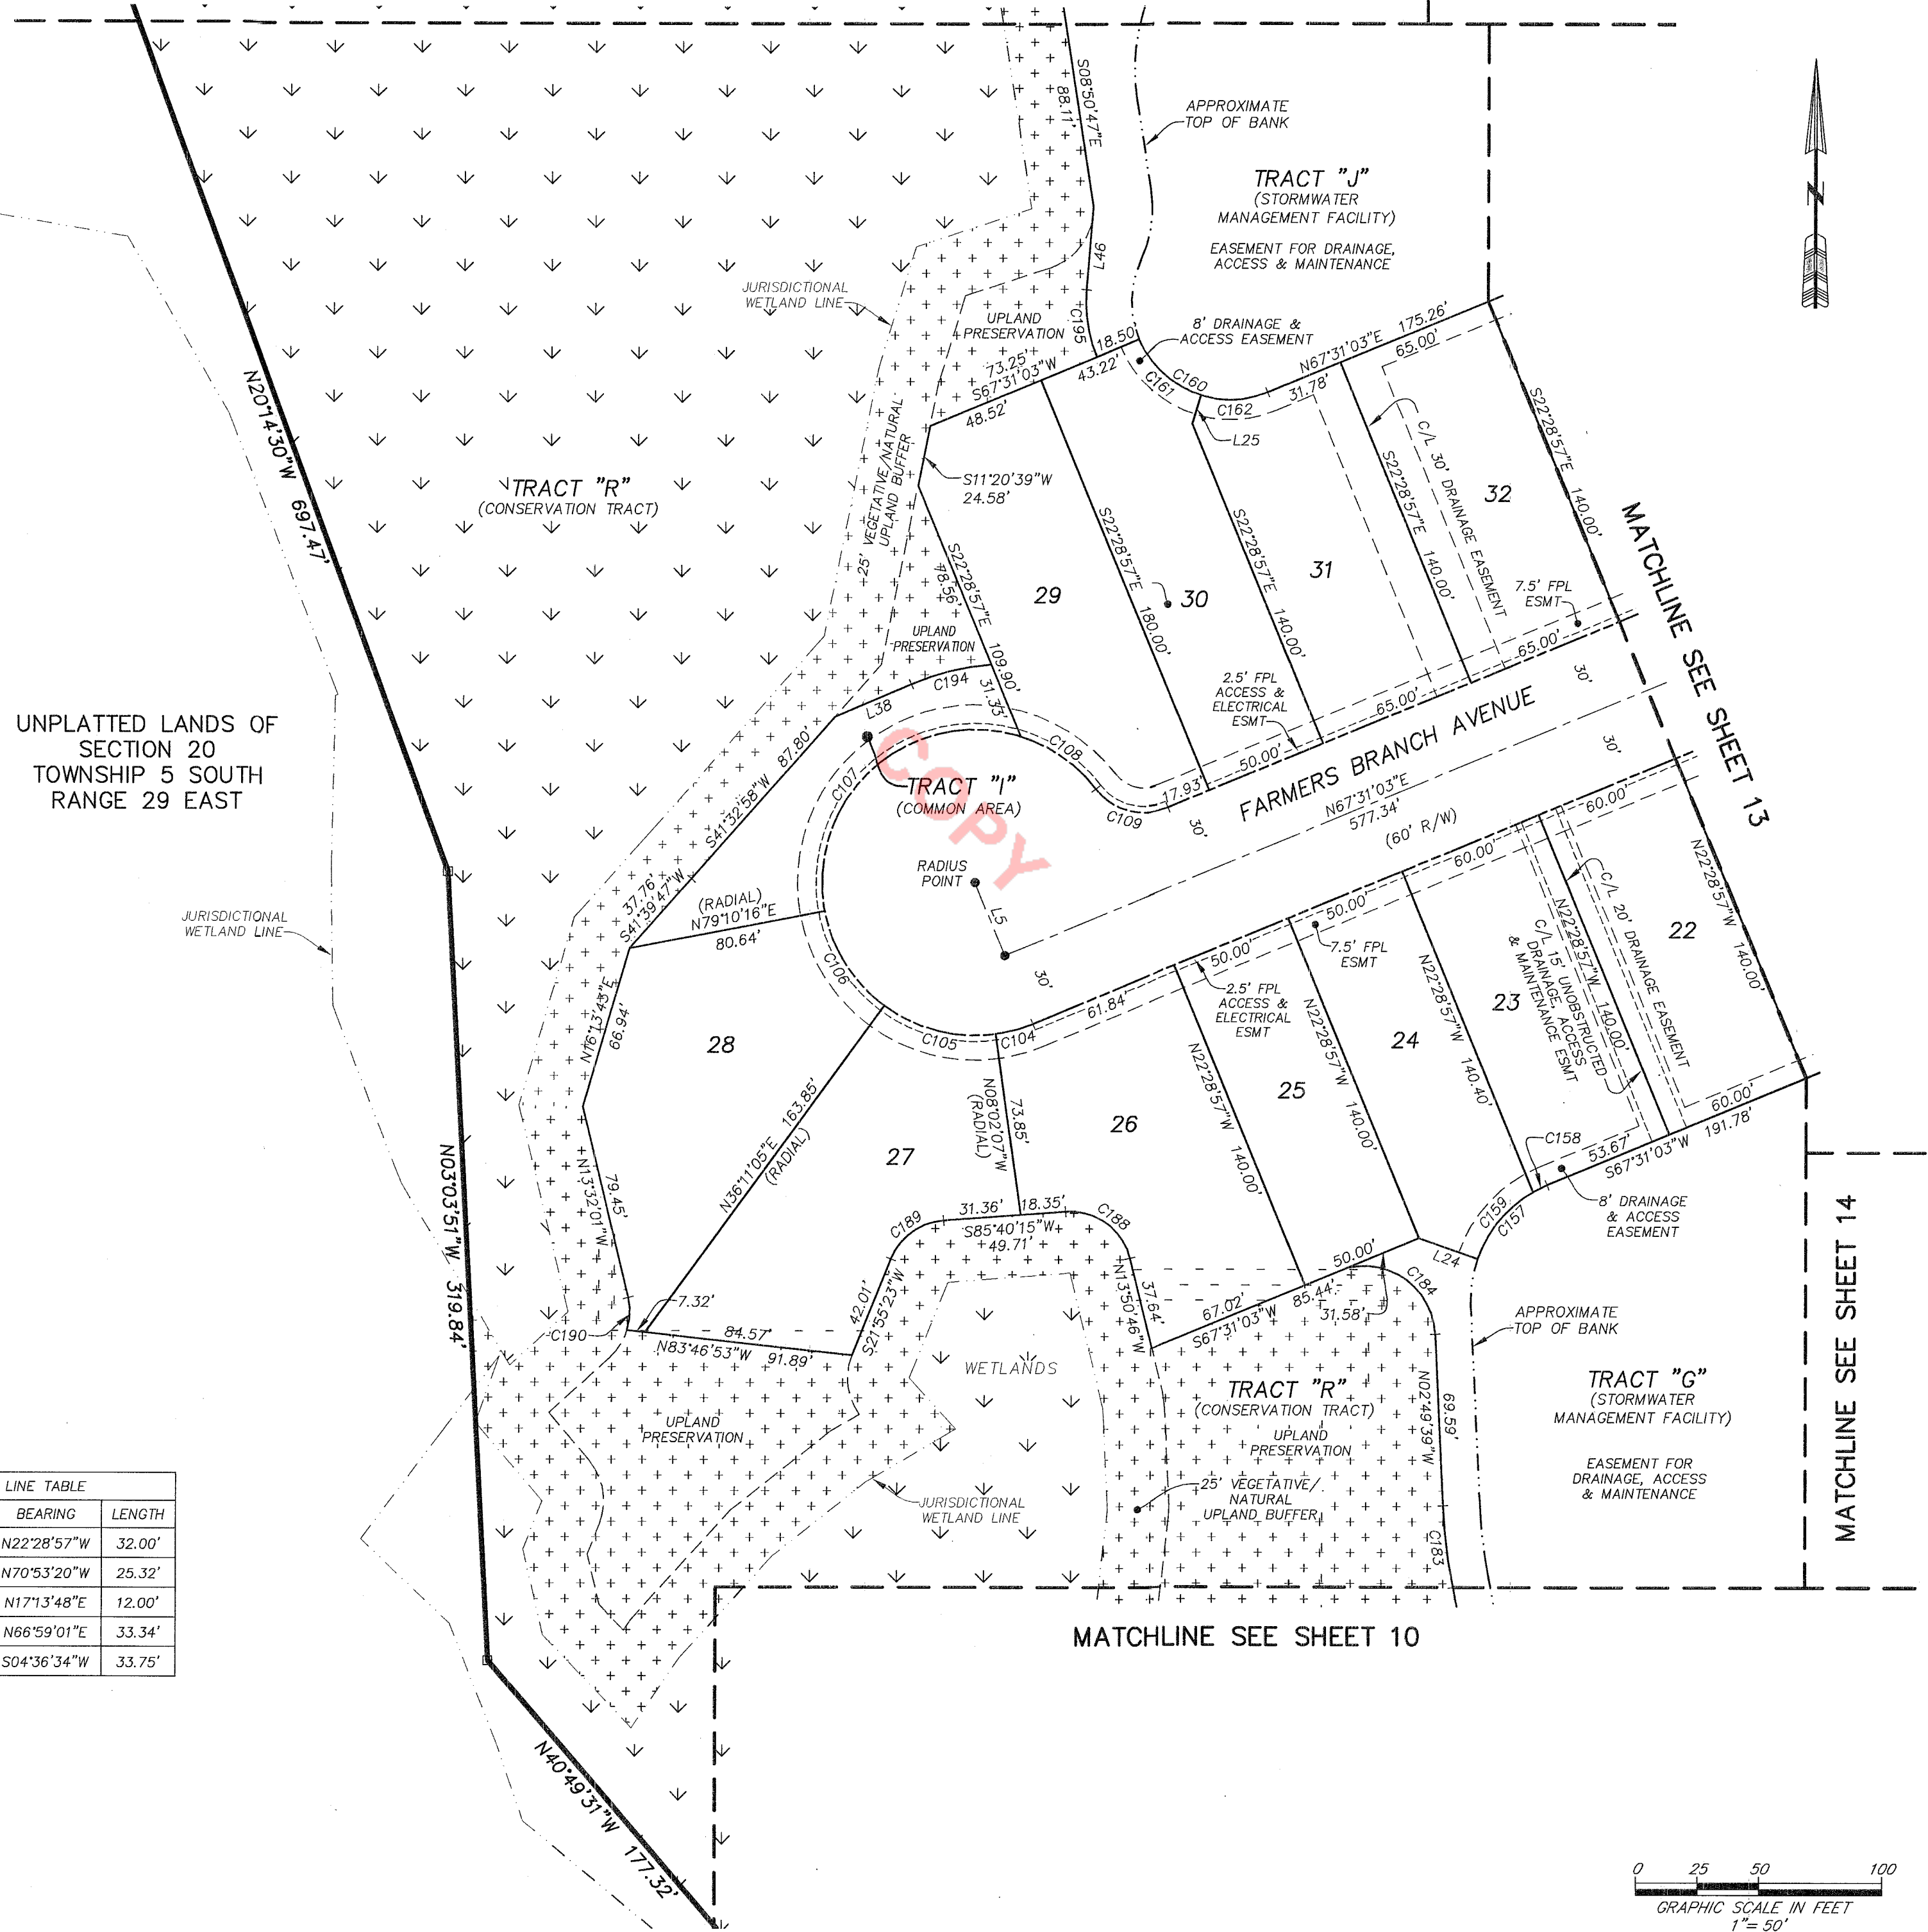 S08°50'47"E
88.11'
APPROXIMATE
TOP OF BANK
TRACT "J"
(STORMWATER
MANAGEMENT FACILITY)
EASEMENT FOR DRAINAGE,
ACCESS & MAINTENANCE
N
L46
JURISDICTIONAL
WETLAND LINE
UPLAND
PRESERVATION
C195
18.50'
8' DRAINAGE &
ACCESS EASEMENT
N67°31'03"E 175.26'
65.00'
73.25'
S67°31'03"W
43.22'
48.52'
C161
C160
C162
31.78'
L25
N20°14'30"W 697.47'
TRACT "R"
(CONSERVATION TRACT)
25' VEGETATIVE/NATURAL
UPLAND BUFFER
S11°20'39"W
24.58'
S22°28'57"E
78.56'
109.90'
31.33'
29
S22°28'57"E 180.00'
30
S22°28'57"E 140.00'
31
S22°28'57"E 140.00'
C/L 30' DRAINAGE EASEMENT
32
S22°28'57"E 140.00'
7.5' FPL
ESMT
MATCHLINE SEE SHEET 13
UPLAND
PRESERVATION
C194
L38
2.5' FPL
ACCESS &
ELECTRICAL
ESMT
65.00'
65.00'
30'
UNPLATTED LANDS OF
SECTION 20
TOWNSHIP 5 SOUTH
RANGE 29 EAST
S41°32'58"W 87.80'
C107
C108
C109
17.93'
50.00'
30'
TRACT "I"
(COMMON AREA)
COPY
FARMERS BRANCH AVENUE
N67°31'03"E
577.34'
(60' R/W)
30'
60.00'
60.00'
RADIUS
POINT
L5
30'
JURISDICTIONAL
WETLAND LINE
37.76'
S41°39'47"W
(RADIAL)
N79°10'16"E
80.64'
C106
C105
C104
61.84'
50.00'
50.00'
7.5' FPL
ESMT
2.5' FPL
ACCESS &
ELECTRICAL
ESMT
N22°28'57"W 140.00'
22
C/L 20' DRAINAGE EASEMENT
N22°28'57"W 140.00'
C/L 15' UNOBSTRUCTED
DRAINAGE, ACCESS
& MAINTENANCE ESMT
23
N22°28'57"W 140.40'
24
N22°28'57"W 140.00'
25
N22°28'57"W 140.00'
26
N08°02'07"W
(RADIAL)
73.85'
27
N36°11'05"E 163.85'
(RADIAL)
28
N16°13'43"E
66.94'
N13°32'01"W
79.45'
60.00'
191.78'
53.67'
S67°31'03"W
C158
8' DRAINAGE
& ACCESS
EASEMENT
C159
C157
L24
N03°03'51"W 319.84'
C189
31.36'
18.35'
S85°40'15"W
49.71'
C188
50.00'
C184
N13°50'46"W
37.64'
67.02'
85.44'
S67°31'03"W
31.58'
42.01'
S21°55'23"W
C190
7.32'
84.57'
N83°46'53"W 91.89'
APPROXIMATE
TOP OF BANK
WETLANDS
TRACT "R"
(CONSERVATION TRACT)
UPLAND
PRESERVATION
N02°49'39"W
69.59'
TRACT "G"
(STORMWATER
MANAGEMENT FACILITY)
EASEMENT FOR
DRAINAGE, ACCESS
& MAINTENANCE
MATCHLINE SEE SHEET 14
UPLAND
PRESERVATION
25' VEGETATIVE/
NATURAL
UPLAND BUFFER
JURISDICTIONAL
WETLAND LINE
C183
LINE TABLE
BEARING LENGTH
N22°28'57"W 32.00'
N70°53'20"W 25.32'
N17°13'48"E 12.00'
N66°59'01"E 33.34'
S04°36'34"W 33.75'
MATCHLINE SEE SHEET 10
N40°49'31"W 177.32'
0 25 50 100
GRAPHIC SCALE IN FEET
1"= 50'